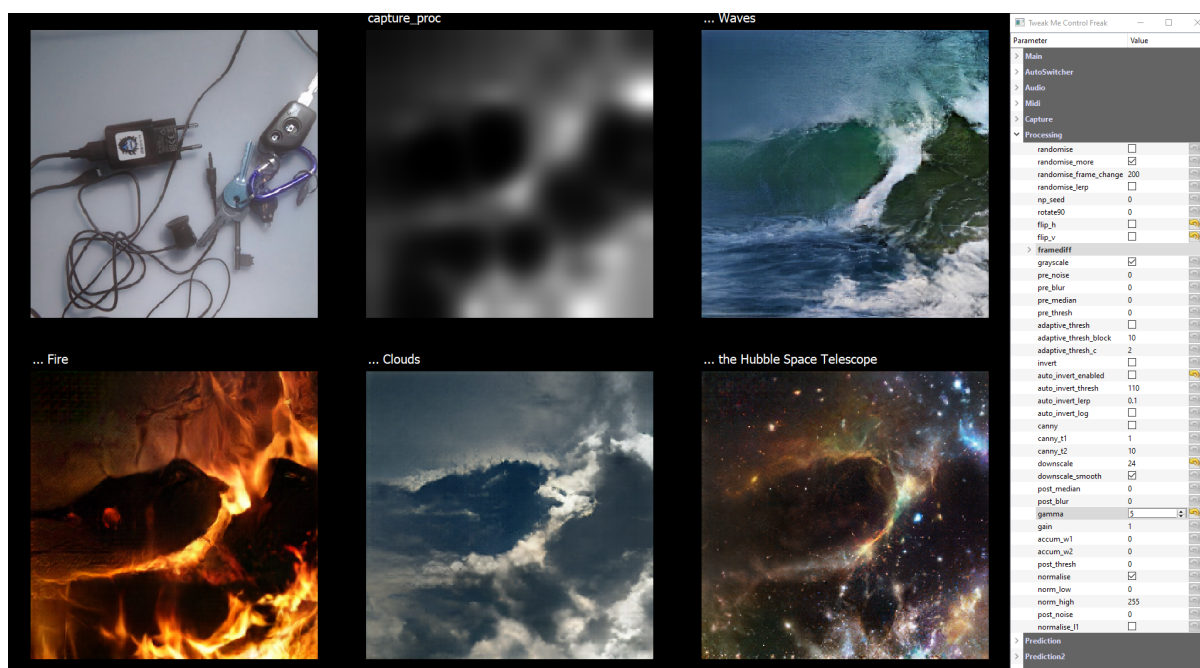 capture_proc
... Waves
... Fire
... Clouds
... the Hubble Space Telescope
Tweak Me Control Freak
Parameter Value
Main
AutoSwitcher
Audio
Midi
Capture
Processing
randomise
randomise_more
randomise_frame_change 200
randomise_lerp
np_seed 0
rotate90 0
flip_h
flip_v
framediff
grayscale
pre_noise 0
pre_blur 0
pre_median 0
pre_thresh 0
adaptive_thresh
adaptive_thresh_block 10
adaptive_thresh_c 2
invert
auto_invert_enabled
auto_invert_thresh 110
auto_invert_lerp 0.1
auto_invert_log
canny
canny_t1 1
canny_t2 10
downscale 24
downscale_smooth
post_median 0
post_blur 0
gamma 5
gain 1
accum_w1 0
accum_w2 0
post_thresh 0
normalise
norm_low 0
norm_high 255
post_noise 0
normalise_l1
Prediction
Prediction2